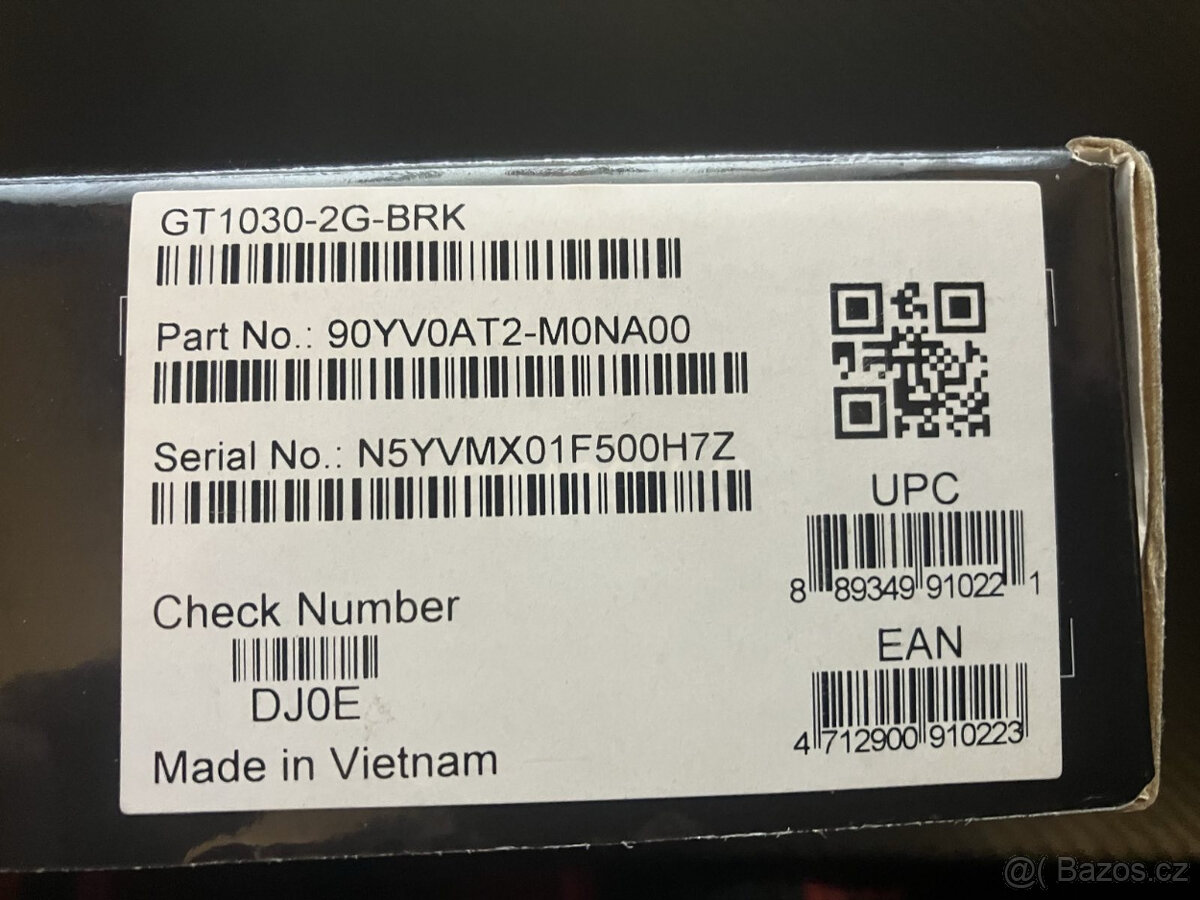 GT1030-2G-BRK
Part No.: 90YV0AT2-M0NA00
Serial No.: N5YVMX01F500H7Z
UPC
8 89349 91022 1
Check Number
EAN
DJ0E
4 712900 910223
Made in Vietnam
@( Bazos.cz